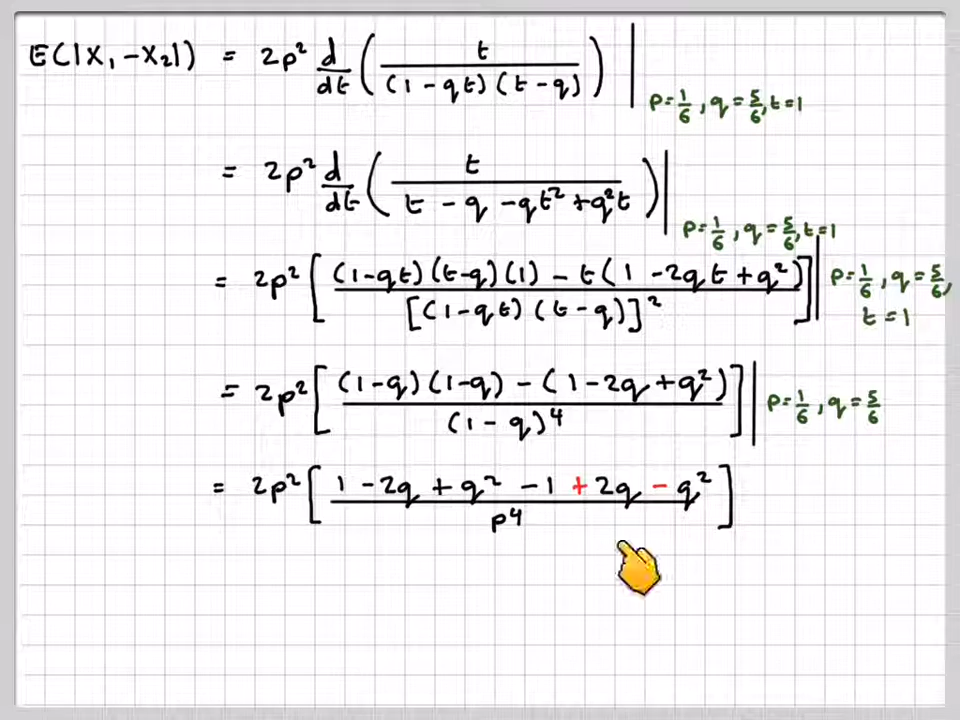 E(|X₁ - X₂|) = 2p² d/dt ( t / ((1 - qt)(t - q)) ) | p = 1/6, q = 5/6, t = 1
= 2p² d/dt ( t / (t - q - qt² + q²t) ) | p = 1/6, q = 5/6, t = 1
= 2p² [ ((1 - qt)(t - q)(1) - t(1 - 2qt + q²)) / [(1 - qt)(t - q)]² ] | p = 1/6, q = 5/6, t = 1
= 2p² [ ((1 - q)(1 - q) - (1 - 2q + q²)) / (1 - q)⁴ ] | p = 1/6, q = 5/6
= 2p² [ (1 - 2q + q² - 1 + 2q - q²) / p⁴ ]